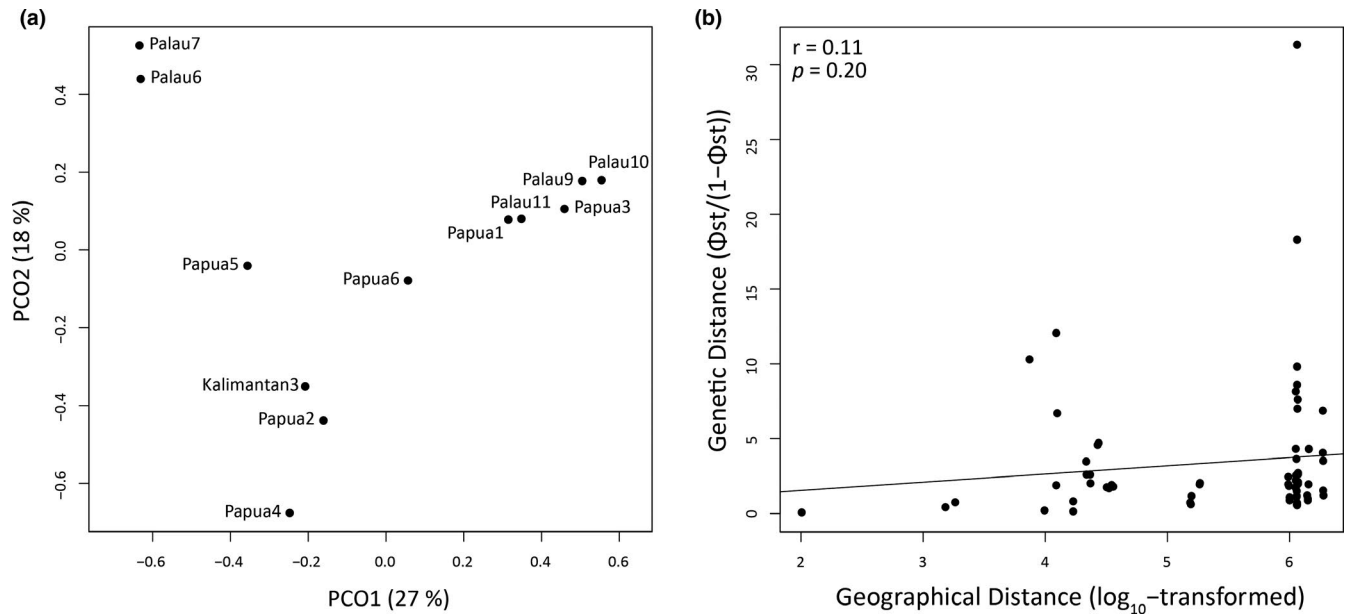 (a)
Palau7
Palau6
Palau10
Palau9
Palau11
Papua3
Papua1
Papua5
Papua6
Kalimantan3
Papua2
Papua4
PCO2 (18 %)
0.4
0.2
0.0
−0.2
−0.4
−0.6
−0.6
−0.4
−0.2
0.0
0.2
0.4
0.6
PCO1 (27 %)
(b)
r = 0.11
p = 0.20
Genetic Distance (Φst/(1−Φst))
30
25
20
15
10
5
0
2
3
4
5
6
Geographical Distance (log10−transformed)